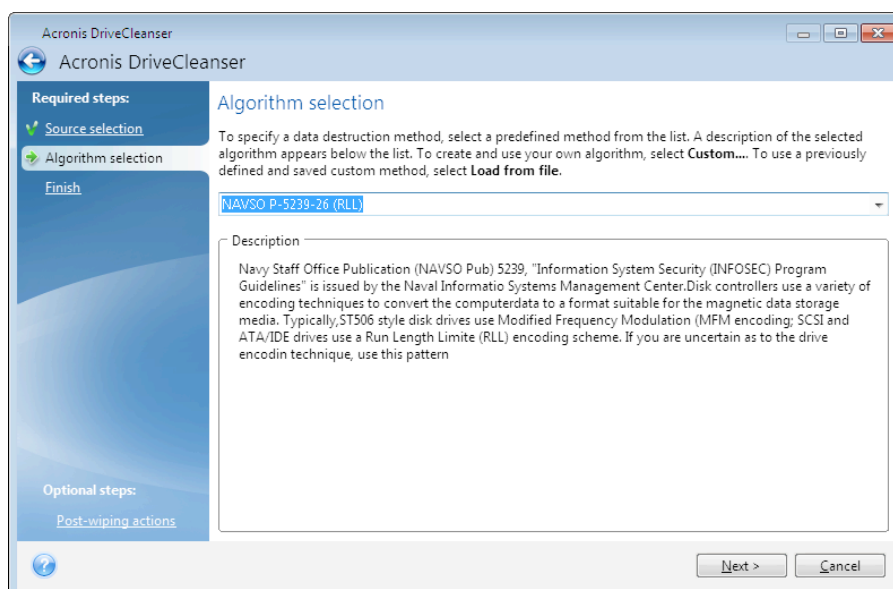 Acronis DriveCleanser
Acronis DriveCleanser
Required steps:
Source selection
Algorithm selection
Finish
Optional steps:
Post-wiping actions
Algorithm selection
To specify a data destruction method, select a predefined method from the list. A description of the selected
algorithm appears below the list. To create and use your own algorithm, select Custom.... To use a previously
defined and saved custom method, select Load from file.
NAVSO P-5239-26 (RLL)
Description
Navy Staff Office Publication (NAVSO Pub) 5239, "Information System Security (INFOSEC) Program
Guidelines" is issued by the Naval Informatio Systems Management Center.Disk controllers use a variety of
encoding techniques to convert the computerdata to a format suitable for the magnetic data storage
media. Typically,ST506 style disk drives use Modified Frequency Modulation (MFM encoding; SCSI and
ATA/IDE drives use a Run Length Limite (RLL) encoding scheme. If you are uncertain as to the drive
encodin technique, use this pattern
?
Next >
Cancel